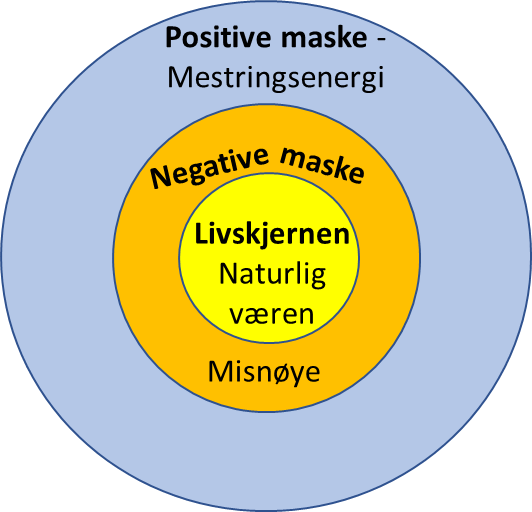 Positive maske -
Mestringsenergi
Negative maske
Livskjernen
Naturlig
væren
Misnøye